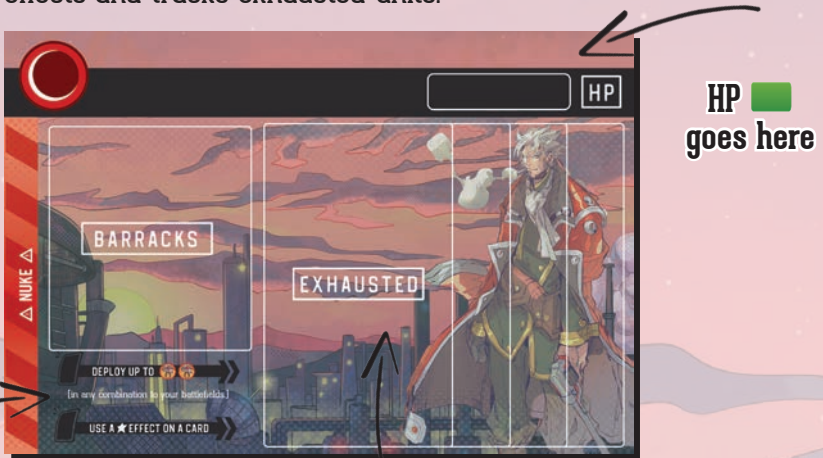 effects and tracks exhausted units.
HP
HP
goes here
BARRACKS
EXHAUSTED
NUKE
DEPLOY UP TO
[in any combination to your battlefields.]
USE A ★ EFFECT ON A CARD